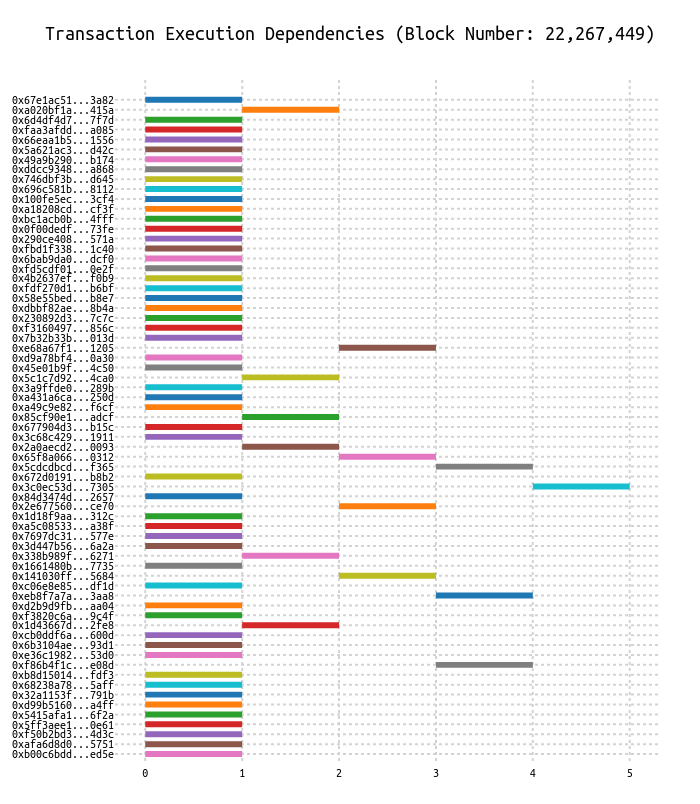 Transaction Execution Dependencies (Block Number: 22,267,449)
0x67e1ac51...3a82
0xa020bf1a...415a
0x6d4df4d7...7f7d
0xfaa3afdd...a085
0x66eaa1b5...1556
0x5a621ac3...d42c
0x49a9b290...b174
0xddcc9348...a868
0x746dbf3b...d645
0x696c581b...8112
0x100fe5ec...3cf4
0xa18208cd...cf3f
0xbc1acb0b...4fff
0x0f00dedf...73fe
0x290ce408...571a
0xfbd1f338...1c40
0x6bab9da0...dcf0
0xfd5cdf01...0e2f
0x4b2637ef...f0b9
0xfdf270d1...b6bf
0x58e55bed...b8e7
0xdbbf82ae...8b4a
0x230892d3...7c7c
0xf3160497...856c
0x7b32b33b...013d
0xe68a67f1...1205
0xd9a78bf4...0a30
0x45e01b9f...4c50
0x5c1c7d92...4ca0
0x3a9ffde0...289b
0xa431a6ca...250d
0xa49c9e82...f6cf
0x85cf90e1...adcf
0x677904d3...b15c
0x3c68c429...1911
0x2a0aecd2...0093
0x65f8a066...0312
0x5cdcdbcd...f365
0x672d0191...b8b2
0x3c0ec53d...7305
0x84d3474d...2657
0x2e677560...ce70
0x1d18f9aa...312c
0xa5c08533...a38f
0x7697dc31...577e
0x3d447b56...6a2a
0x338b989f...6271
0x1661480b...7735
0x141030ff...5684
0xc06e8e85...df1d
0xeb8f7a7a...3aa8
0xd2b9d9fb...aa04
0xf3820c6a...9c4f
0x1d43667d...2fe8
0xcb0ddf6a...600d
0x6b3104ae...93d1
0xe36c1982...53d0
0xf86b4f1c...e08d
0xb8d15014...fdf3
0x68238a78...5aff
0x32a1153f...791b
0xd99b5160...a4ff
0x5415afa1...6f2a
0x5ff3aee1...0e61
0xf50b2bd3...4d3c
0xafa6d8d0...5751
0xb00c6bdd...ed5e
0 1 2 3 4 5